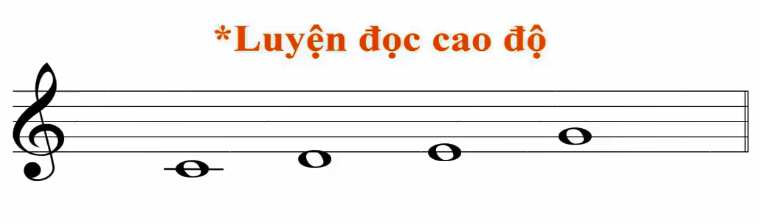 *Luyện đọc cao độ